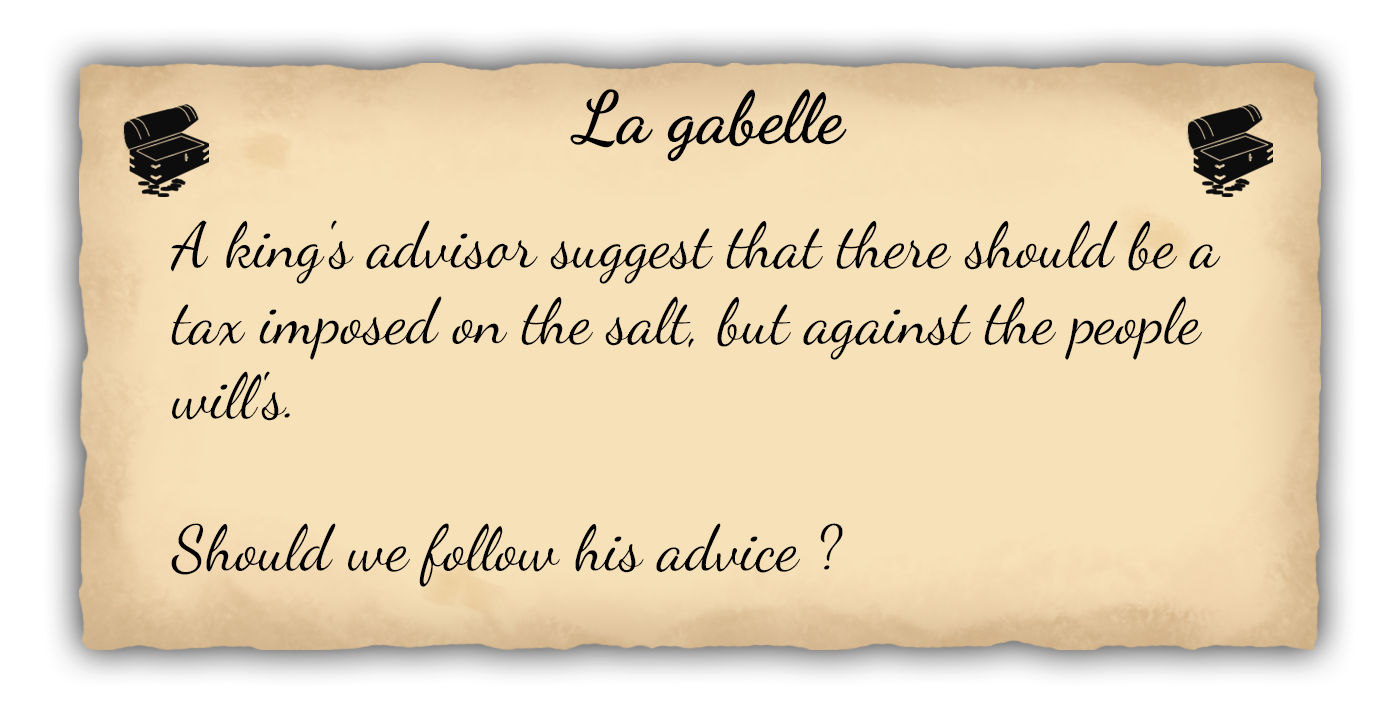 La gabelle
A king's advisor suggest that there should be a
tax imposed on the salt, but against the people
will's.
Should we follow his advice ?